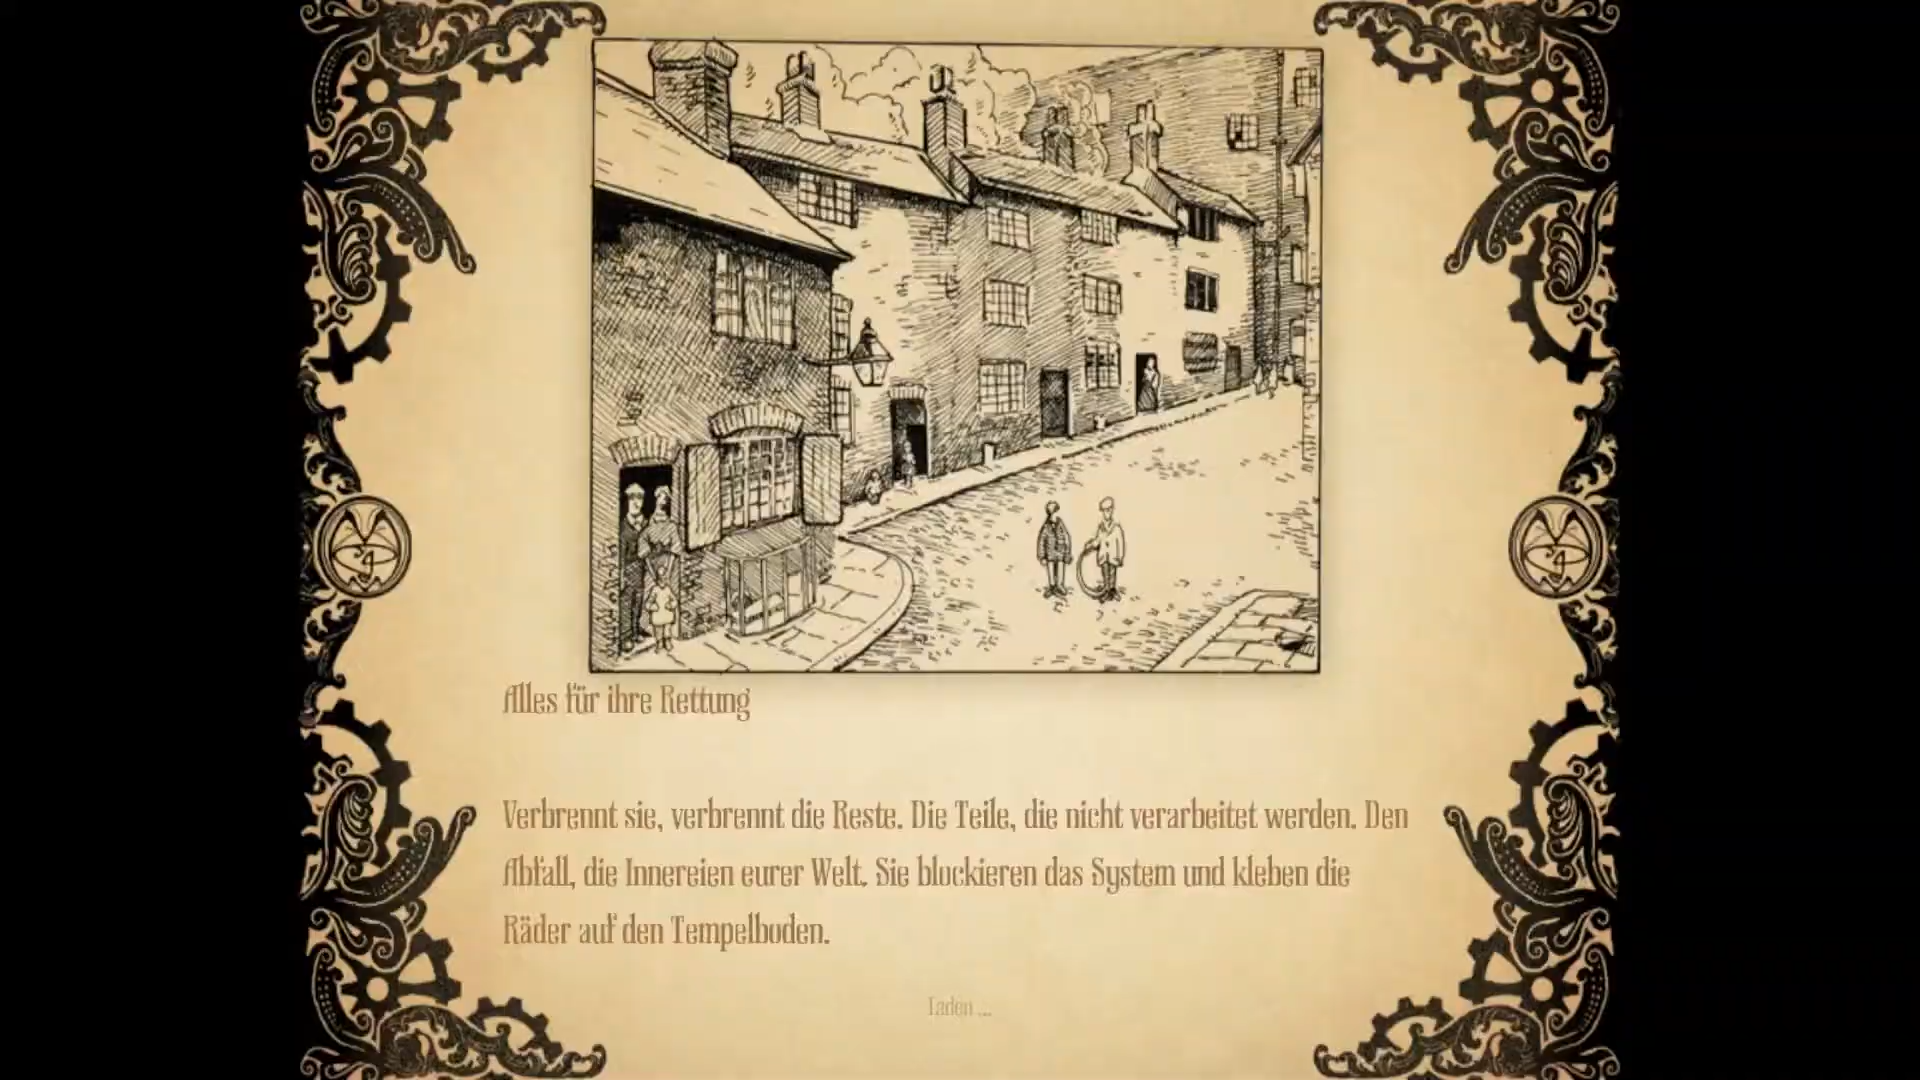 Alles für ihre Rettung
Verbrennt sie, verbrennt die Reste. Die Teile, die nicht verarbeitet werden. Den
Abfall, die Innereien eurer Welt. Sie blockieren das System und kleben die
Räder auf den Tempelboden.
Laden ...